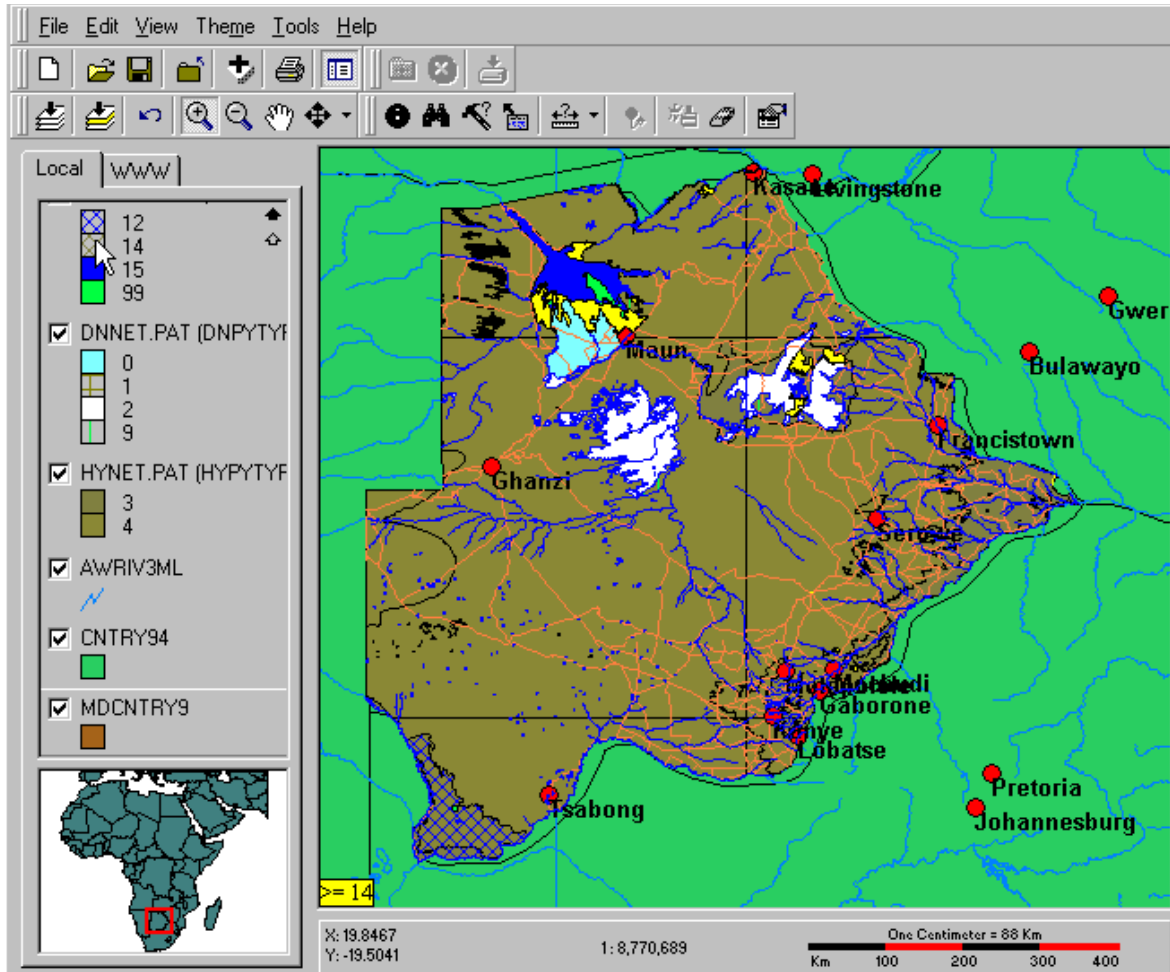 File Edit View Theme Tools Help
Local WWW
12
14
15
99
DNNET.PAT (DNPYTYF
0
1
2
9
HYNET.PAT (HYPYTYF
3
4
AWRIV3ML
CNTRY94
MDCNTRY9
Livingstone
Gwer
Maun
Bulawayo
Francistown
Ghanzi
Serowe
Mochudi
Gaborone
Kanye
Lobatse
Pretoria
Tsabong
Johannesburg
>= 14
X: 19.8467
Y: -19.5041
1: 8,770,689
One Centimeter = 88 Km
Km 100 200 300 400